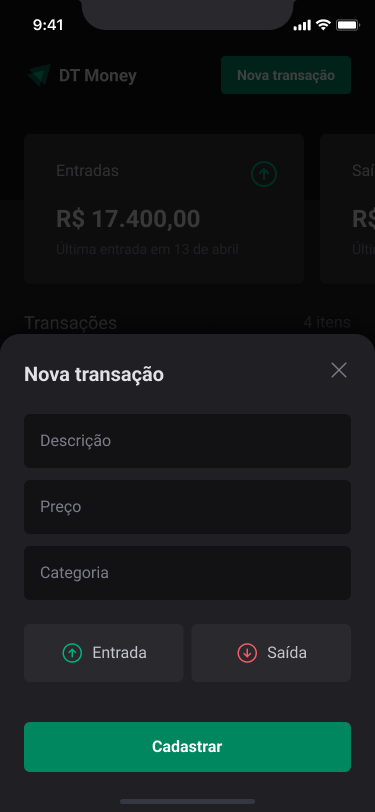 9:41
DT Money
Nova transação
Entradas
Saí
R$ 17.400,00
R$
Última entrada em 13 de abril
Últi
Transações
4 itens
Nova transação
Descrição
Preço
Categoria
Entrada
Saída
Cadastrar